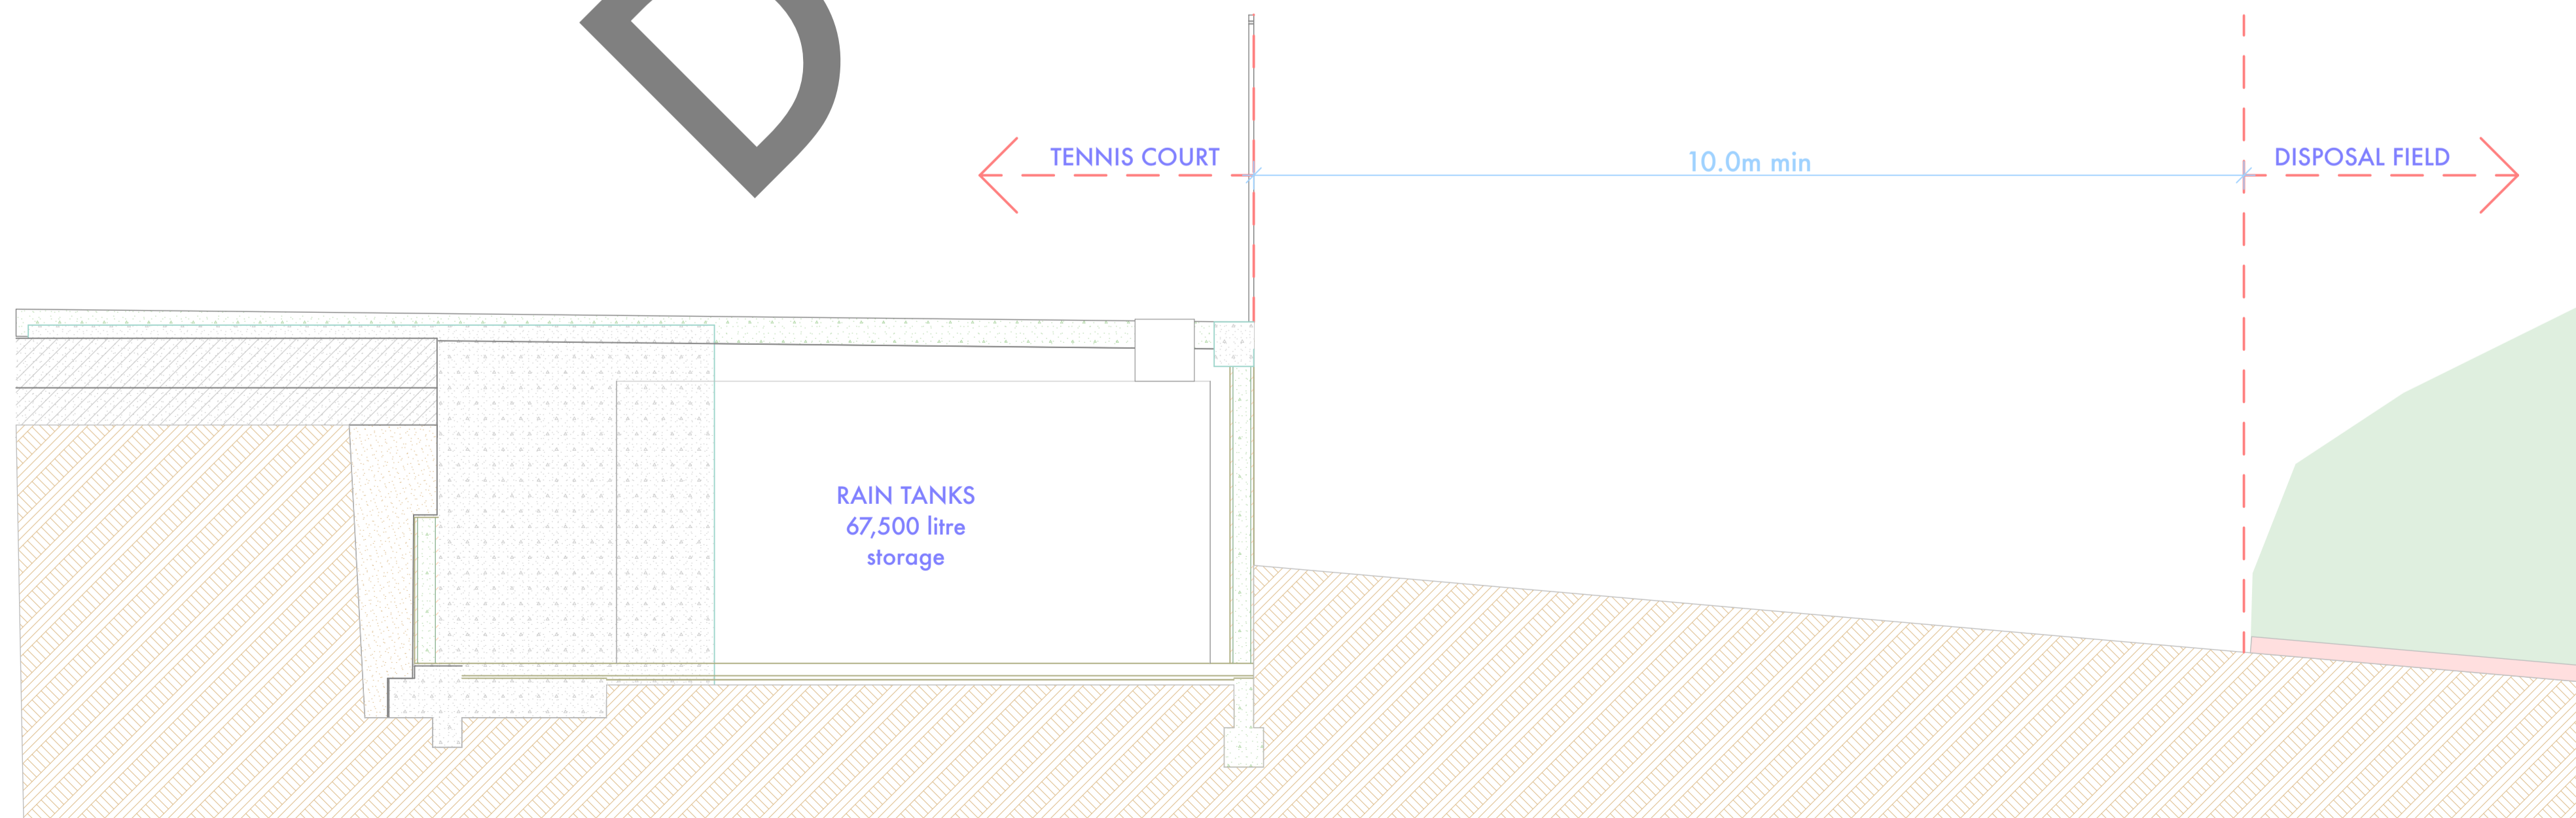 D
TENNIS COURT
10.0m min
DISPOSAL FIELD
RAIN TANKS
67,500 litre
storage